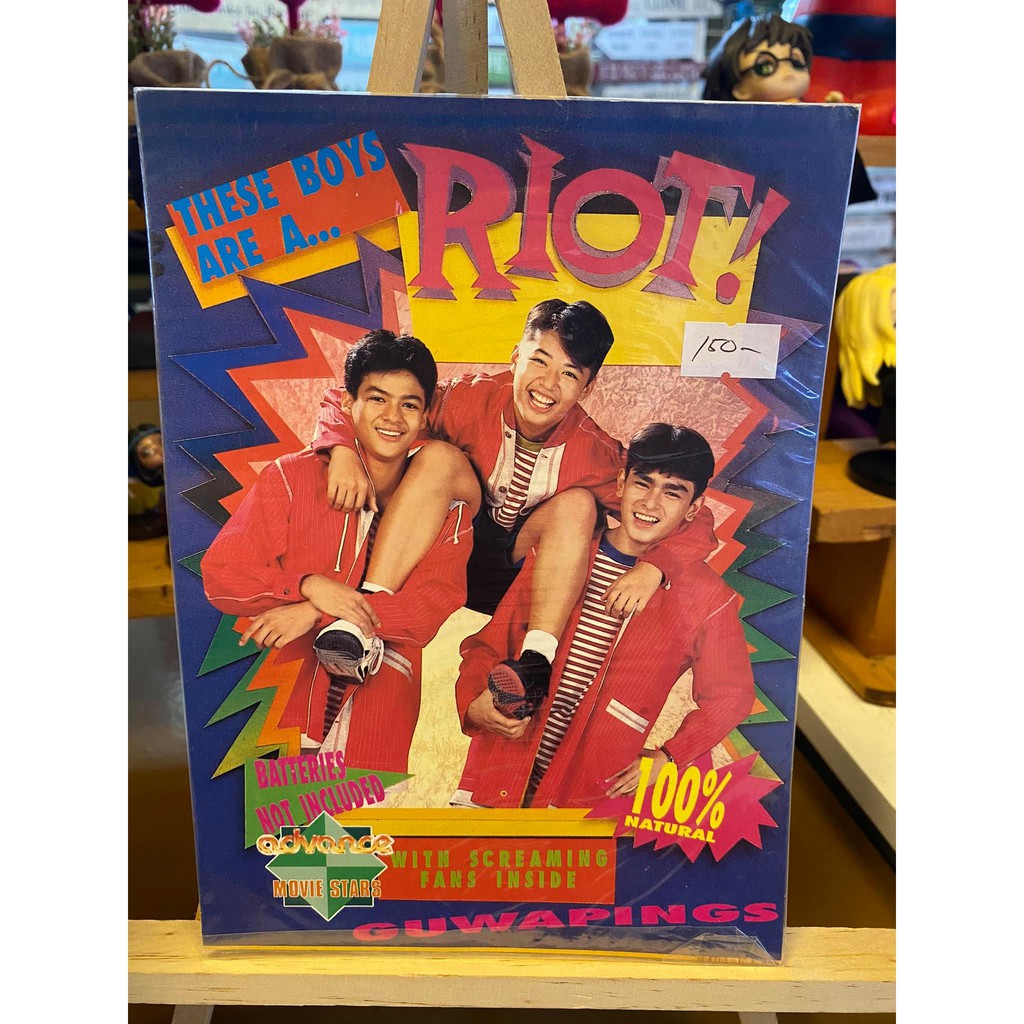 THESE BOYS
ARE A...
RIOT!
150-
BATTERIES
NOT INCLUDED
100%
NATURAL
advance
MOVIE STARS
WITH SCREAMING
FANS INSIDE
GUWAPINGS